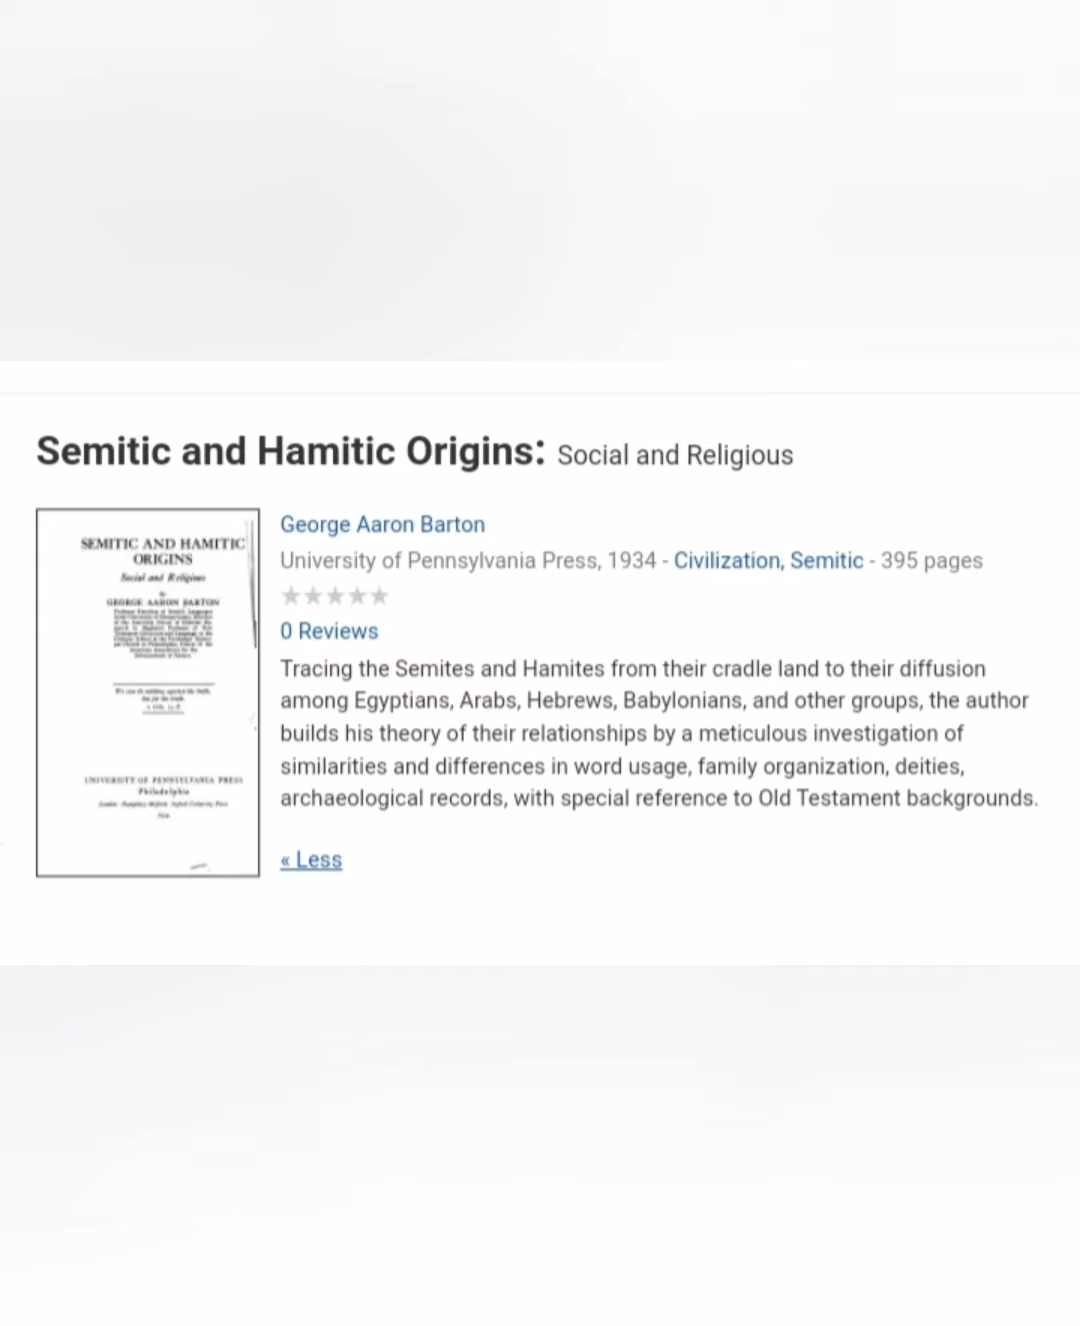 Semitic and Hamitic Origins: Social and Religious
SEMITIC AND HAMITIC
ORIGINS
Social and Religious
by
GEORGE AARON BARTON
UNIVERSITY OF PENNSYLVANIA PRESS
Philadelphia
George Aaron Barton
University of Pennsylvania Press, 1934 - Civilization, Semitic - 395 pages
0 Reviews
Tracing the Semites and Hamites from their cradle land to their diffusion
among Egyptians, Arabs, Hebrews, Babylonians, and other groups, the author
builds his theory of their relationships by a meticulous investigation of
similarities and differences in word usage, family organization, deities,
archaeological records, with special reference to Old Testament backgrounds.
« Less